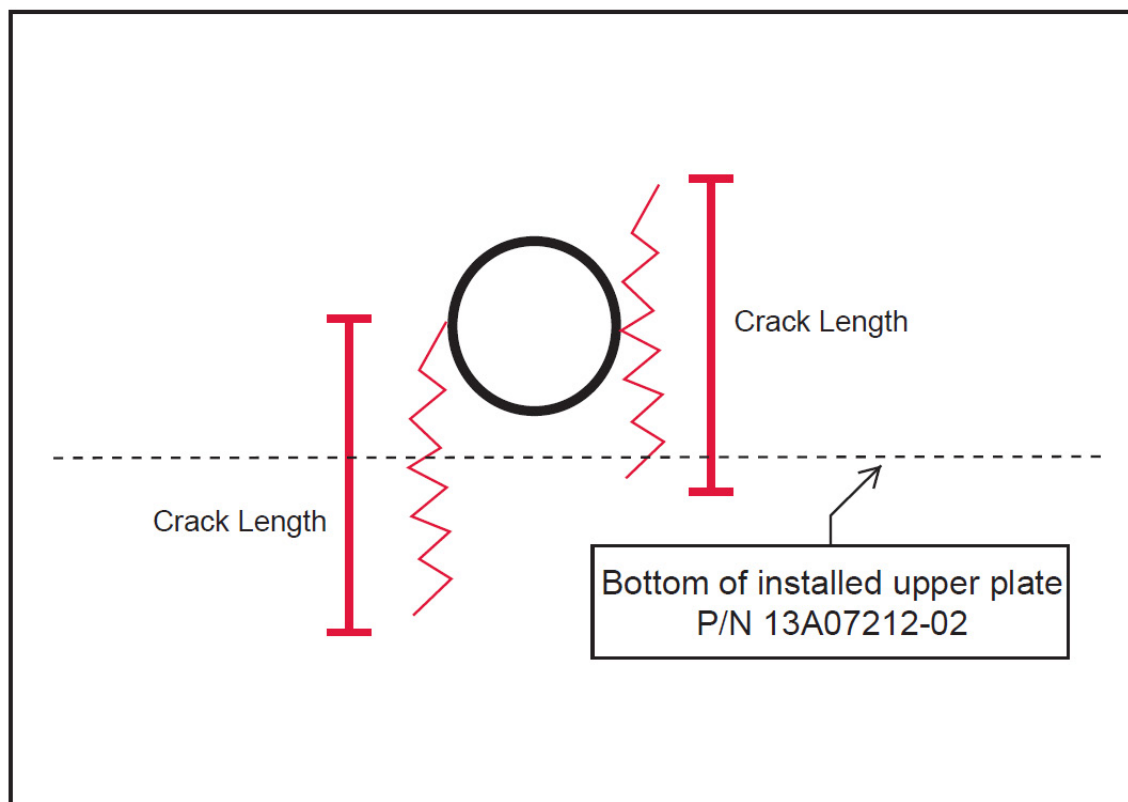 Crack Length
Crack Length
Bottom of installed upper plate
P/N 13A07212-02